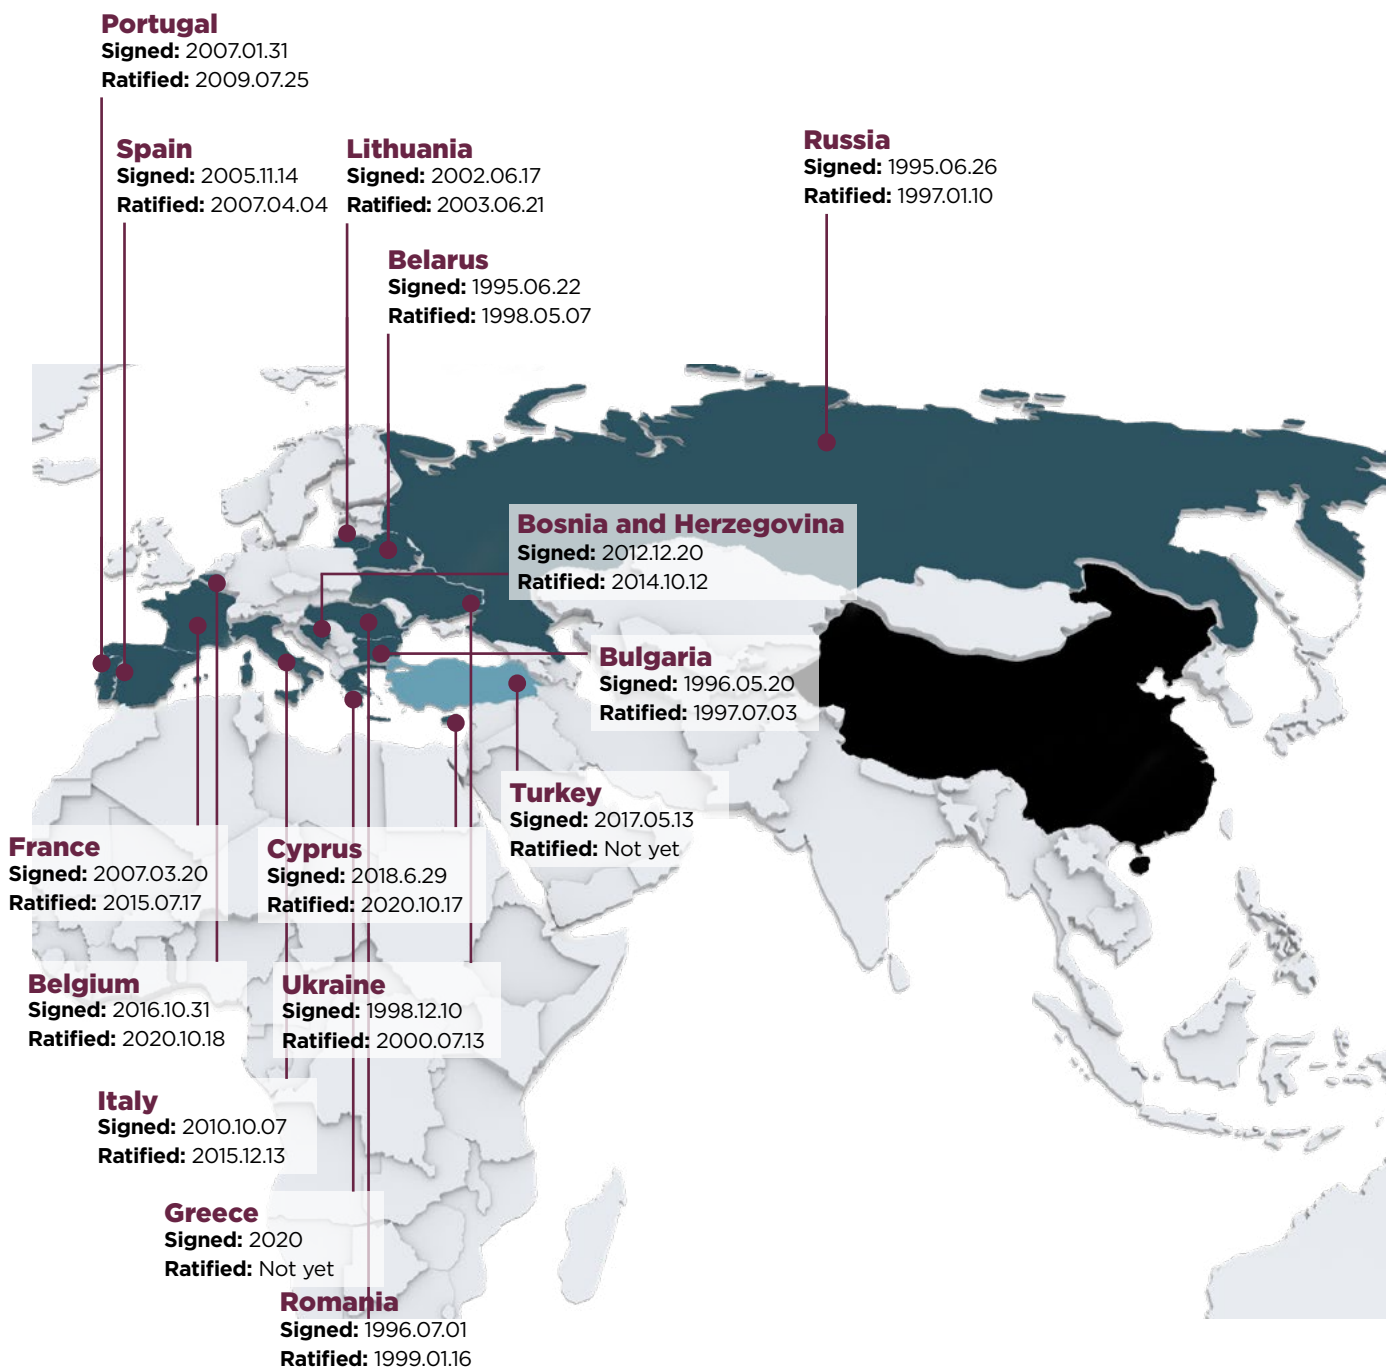 Portugal
Signed: 2007.01.31
Ratified: 2009.07.25
Spain
Signed: 2005.11.14
Ratified: 2007.04.04
Lithuania
Signed: 2002.06.17
Ratified: 2003.06.21
Russia
Signed: 1995.06.26
Ratified: 1997.01.10
Belarus
Signed: 1995.06.22
Ratified: 1998.05.07
Bosnia and Herzegovina
Signed: 2012.12.20
Ratified: 2014.10.12
Bulgaria
Signed: 1996.05.20
Ratified: 1997.07.03
Turkey
Signed: 2017.05.13
Ratified: Not yet
France
Signed: 2007.03.20
Ratified: 2015.07.17
Cyprus
Signed: 2018.6.29
Ratified: 2020.10.17
Belgium
Signed: 2016.10.31
Ratified: 2020.10.18
Ukraine
Signed: 1998.12.10
Ratified: 2000.07.13
Italy
Signed: 2010.10.07
Ratified: 2015.12.13
Greece
Signed: 2020
Ratified: Not yet
Romania
Signed: 1996.07.01
Ratified: 1999.01.16